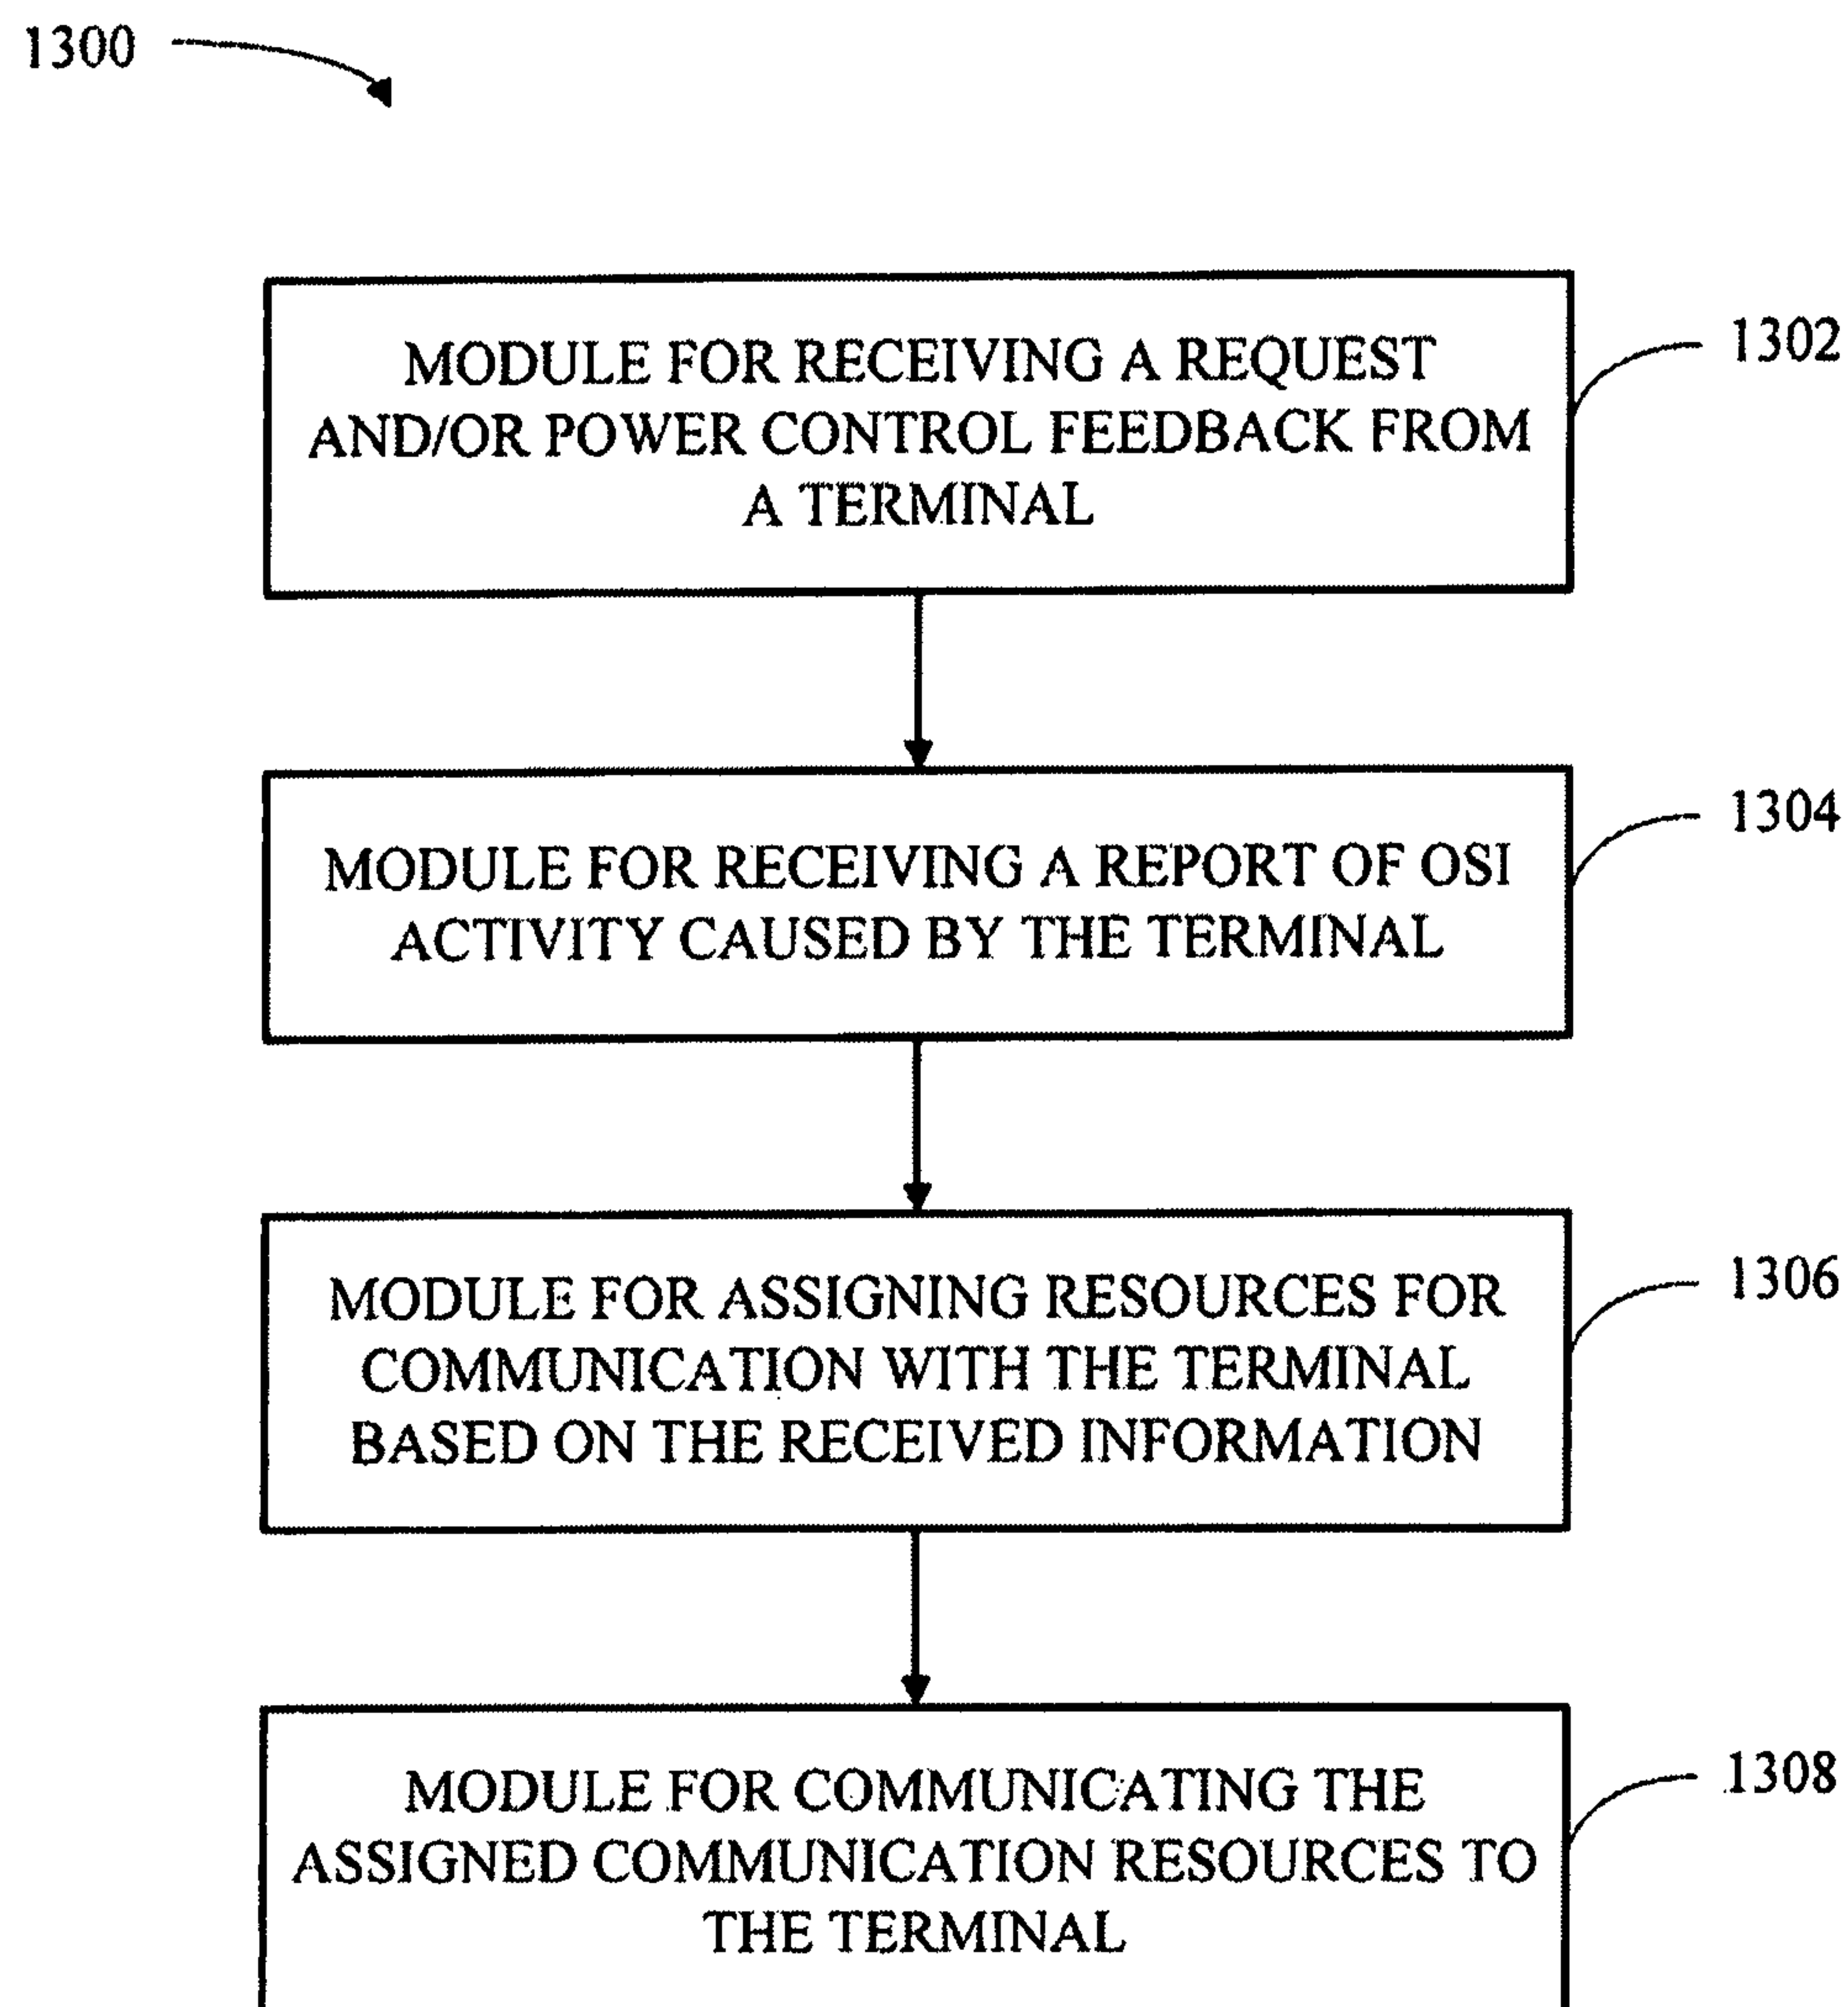 1300
MODULE FOR RECEIVING A REQUEST
AND/OR POWER CONTROL FEEDBACK FROM
A TERMINAL
1302
MODULE FOR RECEIVING A REPORT OF OSI
ACTIVITY CAUSED BY THE TERMINAL
1304
MODULE FOR ASSIGNING RESOURCES FOR
COMMUNICATION WITH THE TERMINAL
BASED ON THE RECEIVED INFORMATION
1306
MODULE FOR COMMUNICATING THE
ASSIGNED COMMUNICATION RESOURCES TO
THE TERMINAL
1308